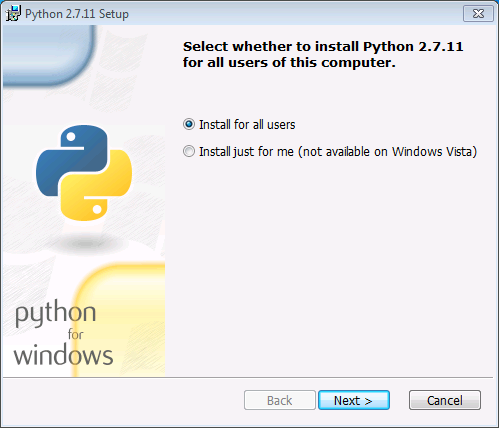 Python 2.7.11 Setup
Select whether to install Python 2.7.11
for all users of this computer.
Install for all users
Install just for me (not available on Windows Vista)
python
for
windows
Back
Next >
Cancel